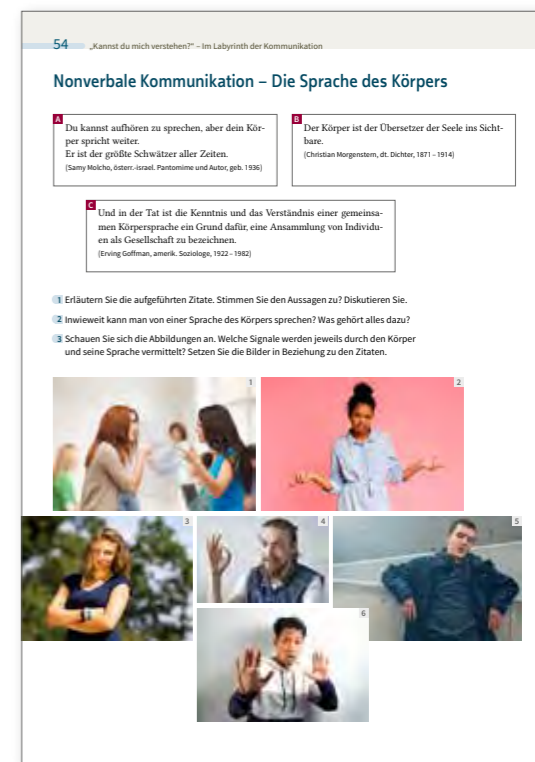 54 „Kannst du mich verstehen?“ – Im Labyrinth der Kommunikation
Nonverbale Kommunikation – Die Sprache des Körpers
A
Du kannst aufhören zu sprechen, aber dein Kör-
per spricht weiter.
Er ist der größte Schwätzer aller Zeiten.
(Samy Molcho, österr.-israel. Pantomime und Autor, geb. 1936)
B
Der Körper ist der Übersetzer der Seele ins Sicht-
bare.
(Christian Morgenstern, dt. Dichter, 1871 – 1914)
C
Und in der Tat ist die Kenntnis und das Verständnis einer gemeinsa-
men Körpersprache ein Grund dafür, eine Ansammlung von Individu-
en als Gesellschaft zu bezeichnen.
(Erving Goffman, amerik. Soziologe, 1922 – 1982)
1 Erläutern Sie die aufgeführten Zitate. Stimmen Sie den Aussagen zu? Diskutieren Sie.
2 Inwieweit kann man von einer Sprache des Körpers sprechen? Was gehört alles dazu?
3 Schauen Sie sich die Abbildungen an. Welche Signale werden jeweils durch den Körper
und seine Sprache vermittelt? Setzen Sie die Bilder in Beziehung zu den Zitaten.
1
2
3
4
5
6